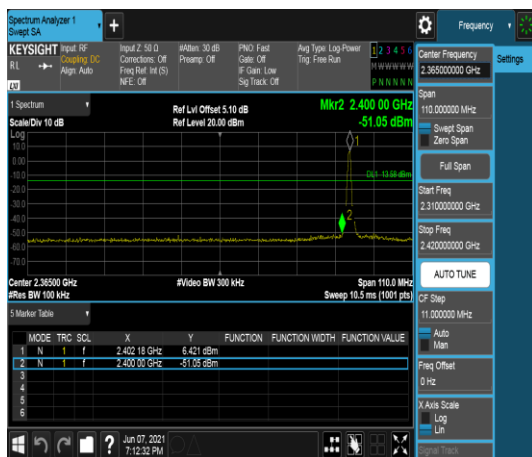 Spectrum Analyzer 1
Swept SA
+
Frequency
KEYSIGHT
RL
LXI
Input: RF
Coupling: DC
Align: Auto
Input Z: 50 Ω
Corrections: Off
Freq Ref: Int (S)
NFE: Off
#Atten: 30 dB
Preamp: Off
PNO: Fast
Gate: Off
IF Gain: Low
Sig Track: Off
Avg Type: Log-Power
Trig: Free Run
1 2 3 4 5 6
M W W W W W
P N N N N N
Center Frequency
2.365000000 GHz
Settings
Span
110.000000 MHz
Swept Span
Zero Span
Full Span
Start Freq
2.310000000 GHz
Stop Freq
2.420000000 GHz
AUTO TUNE
CF Step
11.000000 MHz
Auto
Man
Freq Offset
0 Hz
X Axis Scale
Log
Lin
Signal Track
1 Spectrum
Scale/Div 10 dB
Ref Lvl Offset 5.10 dB
Ref Level 20.00 dBm
Mkr2 2.400 00 GHz
-51.05 dBm
Log
10.0
0.00
-10.0
-20.0
-30.0
-40.0
-50.0
-60.0
-70.0
1
DL1 -13.58 dBm
2
Center 2.36500 GHz
#Res BW 100 kHz
#Video BW 300 kHz
Span 110.0 MHz
Sweep 10.5 ms (1001 pts)
5 Marker Table
MODE TRC SCL X Y FUNCTION FUNCTION WIDTH FUNCTION VALUE
1 N 1 f 2.402 18 GHz 6.421 dBm
2 N 1 f 2.400 00 GHz -51.05 dBm
3
4
5
6
?
Jun 07, 2021
7:12:32 PM